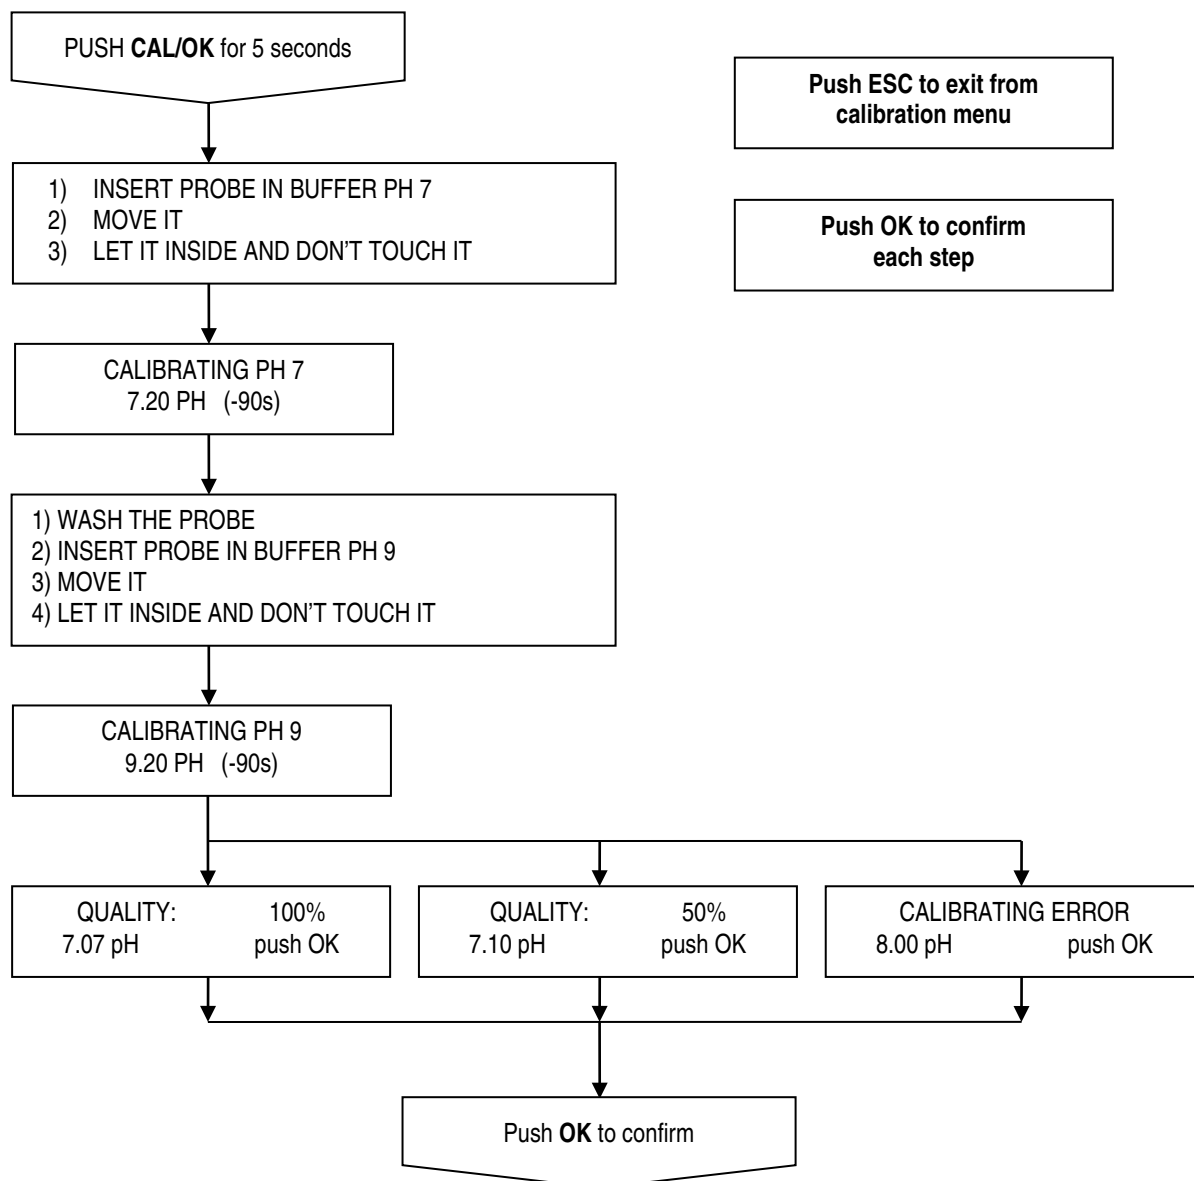 PUSH CAL/OK for 5 seconds
Push ESC to exit from
calibration menu
1) INSERT PROBE IN BUFFER PH 7
2) MOVE IT
3) LET IT INSIDE AND DON'T TOUCH IT
Push OK to confirm
each step
CALIBRATING PH 7
7.20 PH (-90s)
1) WASH THE PROBE
2) INSERT PROBE IN BUFFER PH 9
3) MOVE IT
4) LET IT INSIDE AND DON'T TOUCH IT
CALIBRATING PH 9
9.20 PH (-90s)
QUALITY: 100%
7.07 pH push OK
QUALITY: 50%
7.10 pH push OK
CALIBRATING ERROR
8.00 pH push OK
Push OK to confirm